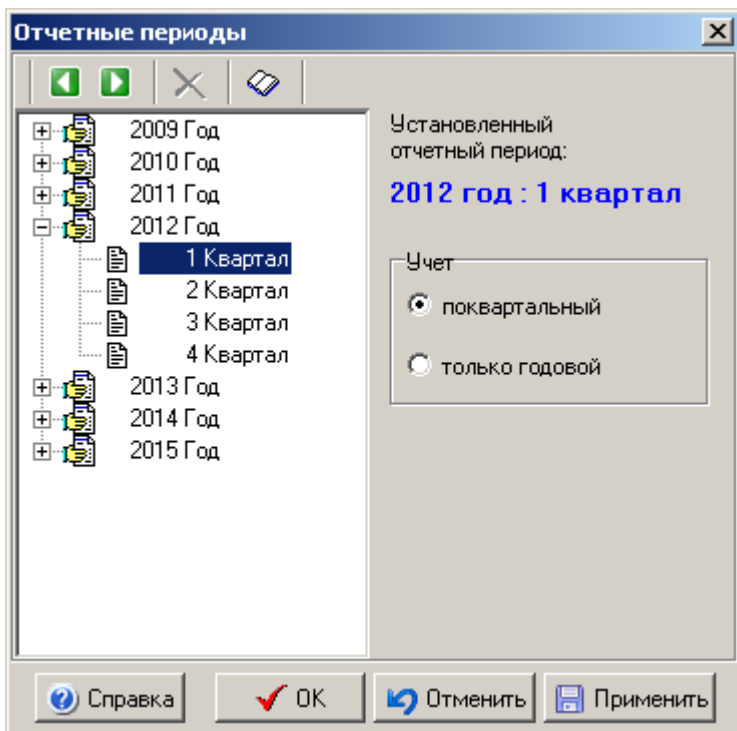 Отчетные периоды
2009 Год
2010 Год
2011 Год
2012 Год
1 Квартал
2 Квартал
3 Квартал
4 Квартал
2013 Год
2014 Год
2015 Год
Установленный
отчетный период:
2012 год : 1 квартал
Учет
поквартальный
только годовой
Справка
OK
Отменить
Применить